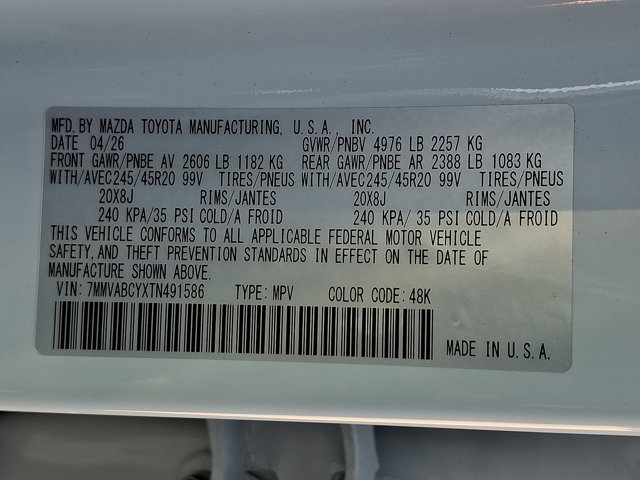 MFD. BY MAZDA TOYOTA MANUFACTURING, U.S.A., INC.
DATE 04/26 GVWR/PNBV 4976 LB 2257 KG
FRONT GAWR/PNBE AV 2606 LB 1182 KG REAR GAWR/PNBE AR 2388 LB 1083 KG
WITH/AVEC245/45R20 99V TIRES/PNEUS WITH/AVEC245/45R20 99V TIRES/PNEUS
20X8J RIMS/JANTES 20X8J RIMS/JANTES
240 KPA/35 PSI COLD/A FROID 240 KPA/35 PSI COLD/A FROID
THIS VEHICLE CONFORMS TO ALL APPLICABLE FEDERAL MOTOR VEHICLE
SAFETY, AND THEFT PREVENTION STANDARDS IN EFFECT ON THE DATE OF
MANUFACTURE SHOWN ABOVE.
VIN: 7MMVABCYXTN491586 TYPE: MPV COLOR CODE: 48K
MADE IN U.S.A.